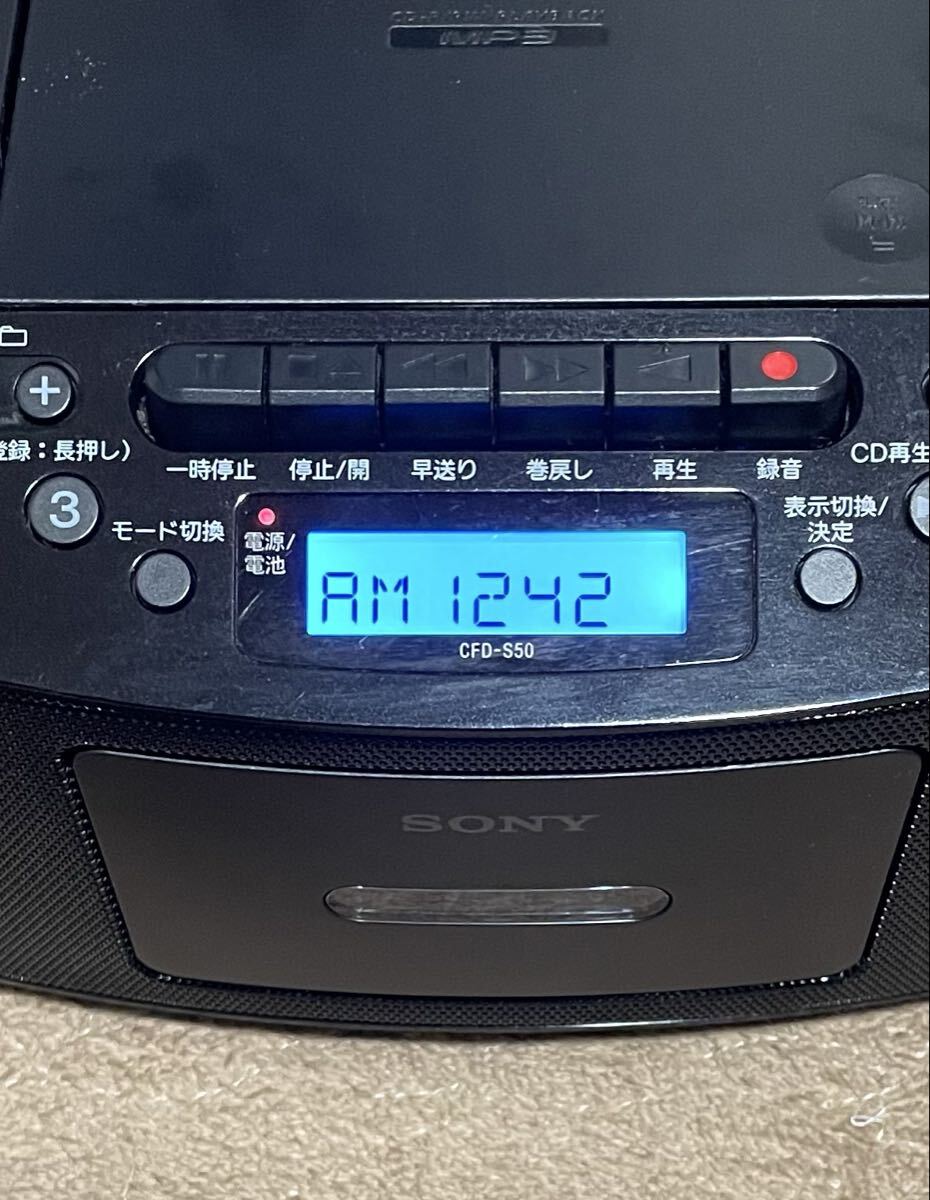 MP3
登録：長押し）
3
一時停止
停止/開
早送り
巻戻し
再生
録音
CD再生
モード切換
電源/
電池
表示切換/
決定
AM 1242
CFD-S50
SONY